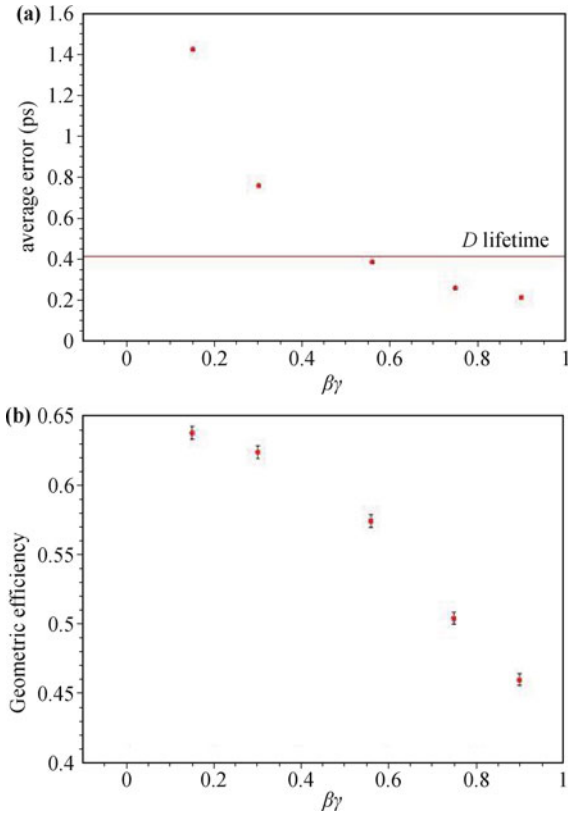 (a)
1.6
1.4
1.2
1
0.8
0.6
0.4
0.2
0
average error (ps)
D lifetime
0 0.2 0.4 0.6 0.8 1
βγ
(b)
0.65
0.6
0.55
0.5
0.45
0.4
Geometric efficiency
0 0.2 0.4 0.6 0.8 1
βγ